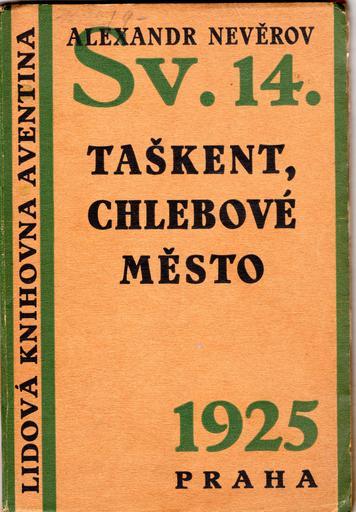 ALEXANDR NEVĚROV
Sv. 14.
TAŠKENT,
CHLEBOVÉ
MĚSTO
1925
PRAHA
LIDOVÁ KNIHOVNA AVENTINA